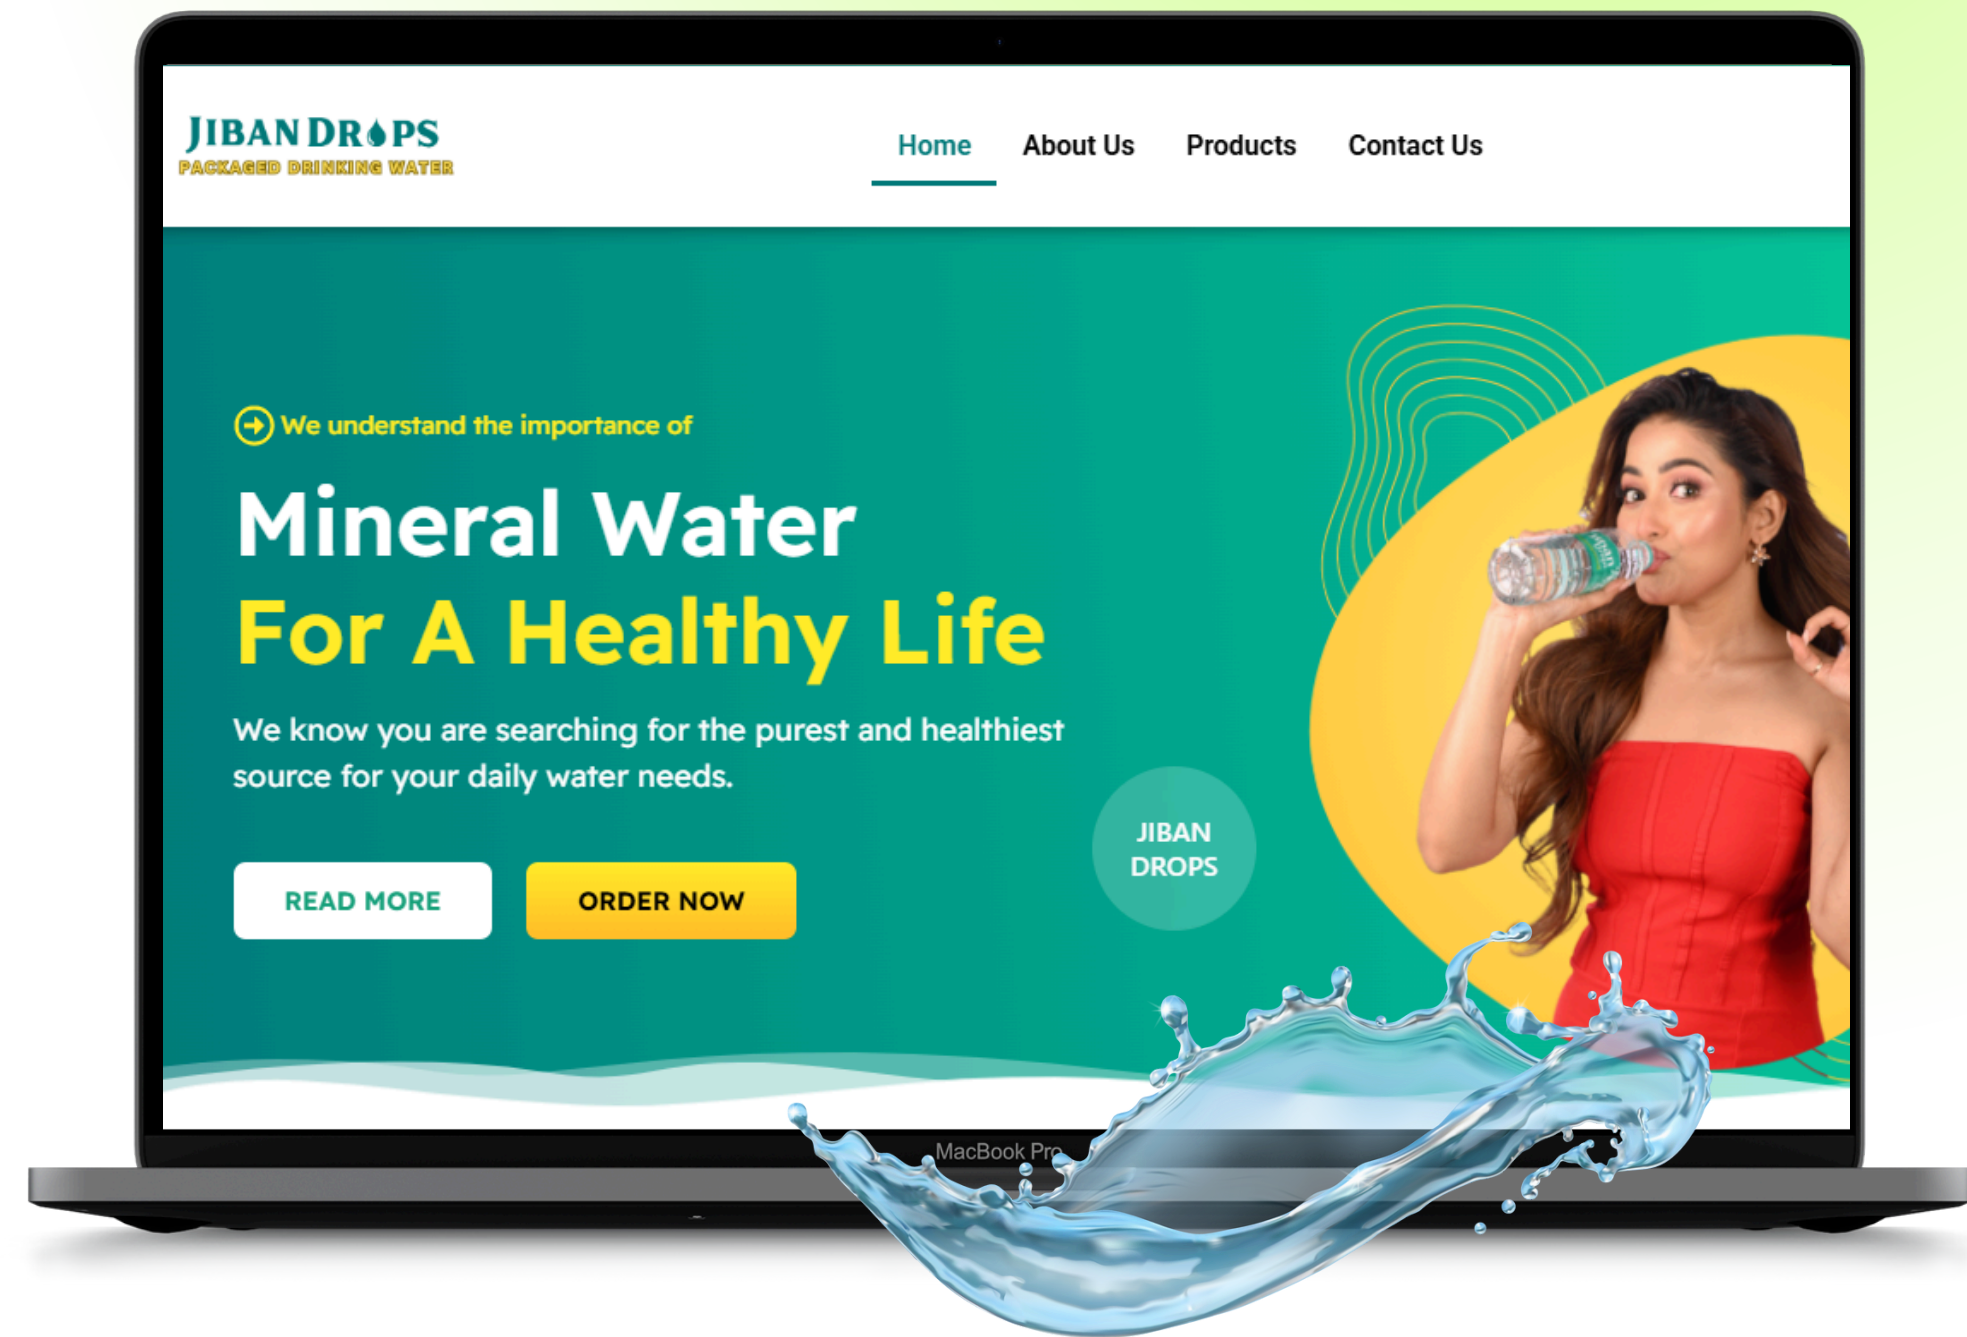 JIBAN DROPS
PACKAGED DRINKING WATER
Home About Us Products Contact Us
We understand the importance of
Mineral Water
For A Healthy Life
We know you are searching for the purest and healthiest
source for your daily water needs.
READ MORE ORDER NOW
JIBAN
DROPS
Jiban
MacBook Pro